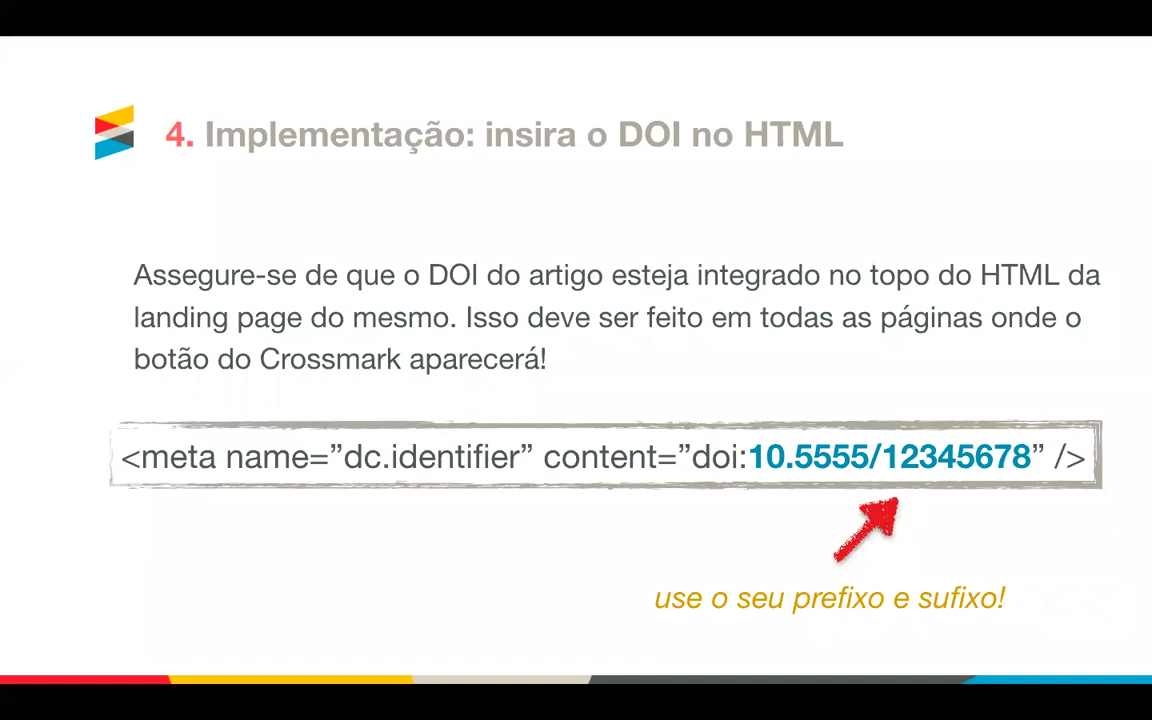 4. Implementação: insira o DOI no HTML
Assegure-se de que o DOI do artigo esteja integrado no topo do HTML da
landing page do mesmo. Isso deve ser feito em todas as páginas onde o
botão do Crossmark aparecerá!
<meta name=”dc.identifier” content=”doi:10.5555/12345678” />
use o seu prefixo e sufixo!